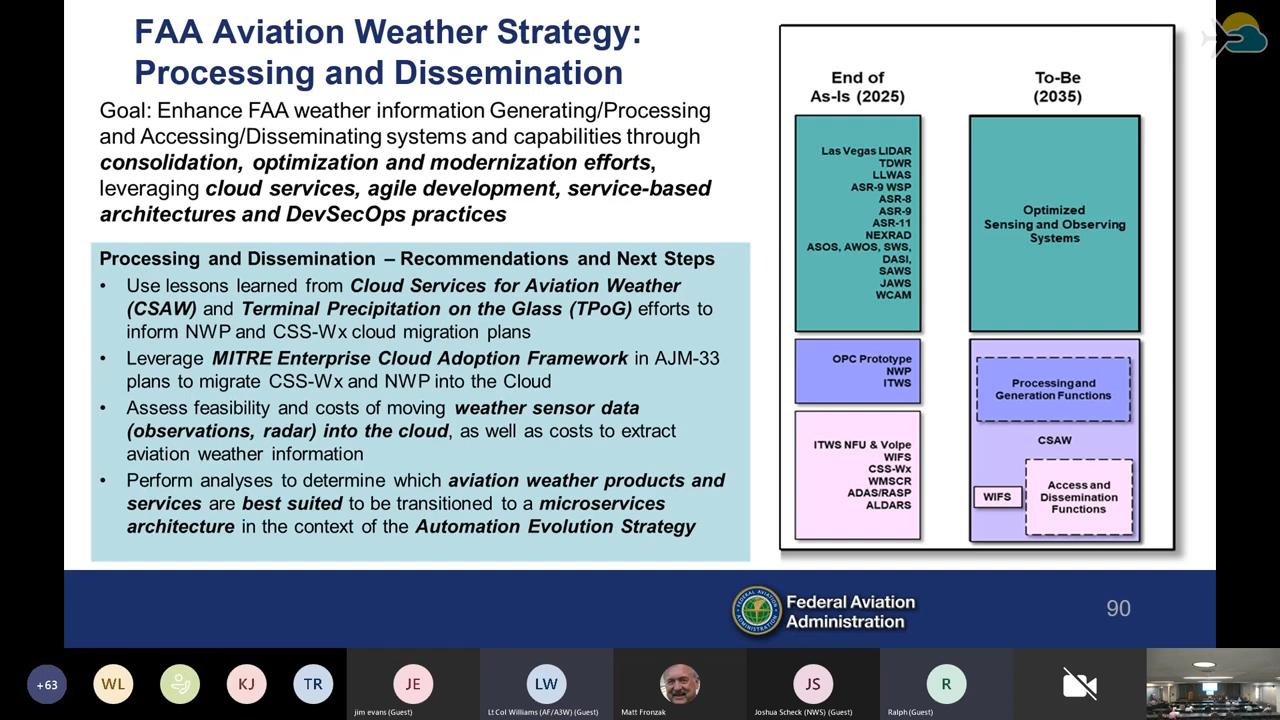 FAA Aviation Weather Strategy:
Processing and Dissemination
Goal: Enhance FAA weather information Generating/Processing
and Accessing/Disseminating systems and capabilities through
consolidation, optimization and modernization efforts,
leveraging cloud services, agile development, service-based
architectures and DevSecOps practices
Processing and Dissemination – Recommendations and Next Steps
• Use lessons learned from Cloud Services for Aviation Weather
(CSAW) and Terminal Precipitation on the Glass (TPoG) efforts to
inform NWP and CSS-Wx cloud migration plans
• Leverage MITRE Enterprise Cloud Adoption Framework in AJM-33
plans to migrate CSS-Wx and NWP into the Cloud
• Assess feasibility and costs of moving weather sensor data
(observations, radar) into the cloud, as well as costs to extract
aviation weather information
• Perform analyses to determine which aviation weather products and
services are best suited to be transitioned to a microservices
architecture in the context of the Automation Evolution Strategy
End of
As-Is (2025)
Las Vegas LIDAR
TDWR
LLWAS
ASR-9 WSP
ASR-8
ASR-9
ASR-11
NEXRAD
ASOS, AWOS, SWS,
DASI,
SAWS
JAWS
WCAM
OPC Prototype
NWP
ITWS
ITWS NFU & Volpe
WIFS
CSS-Wx
WMSCR
ADAS/RASP
ALDARS
To-Be
(2035)
Optimized
Sensing and Observing
Systems
Processing and
Generation Functions
CSAW
WIFS
Access and
Dissemination
Functions
Federal Aviation
Administration
90
+63
WL
KJ
TR
JE
jim evans (Guest)
LW
Lt Col Williams (AF/A3W) (Guest)
Matt Fronzak
JS
Joshua Scheck (NWS) (Guest)
R
Ralph (Guest)